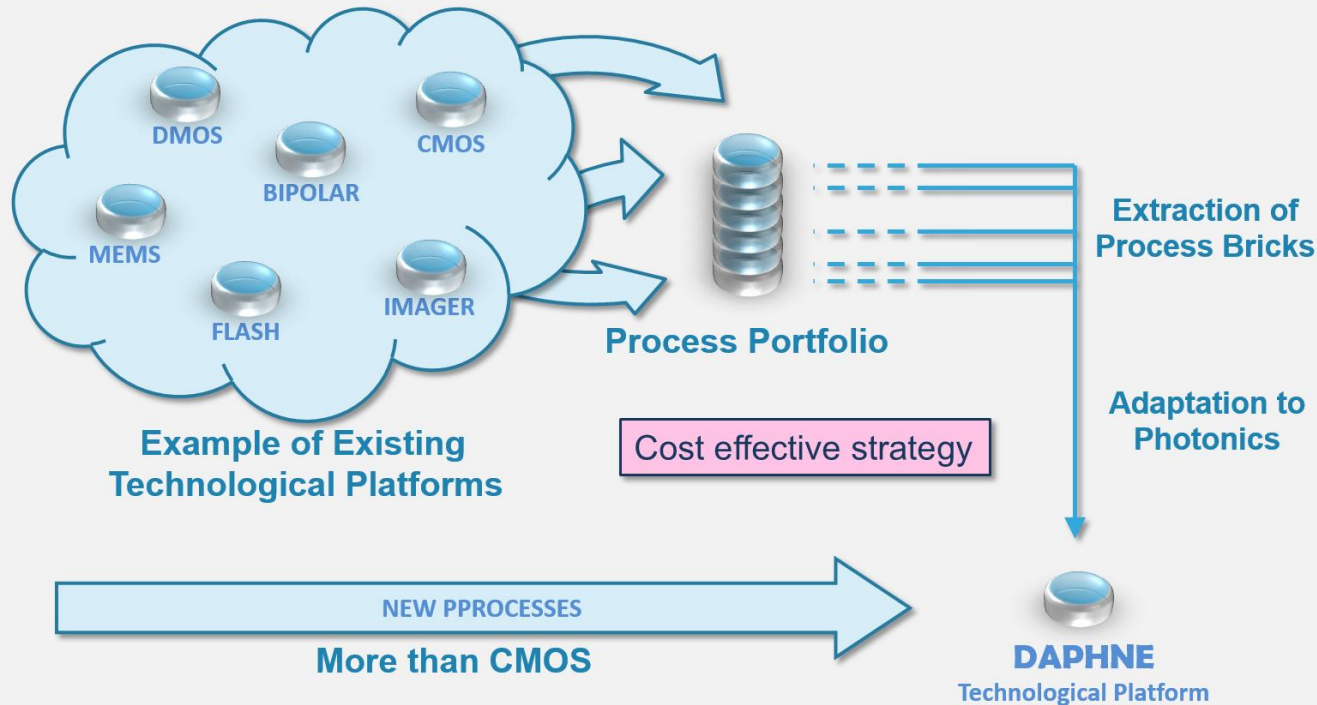 DMOS
CMOS
BIPOLAR
MEMS
IMAGER
FLASH
Example of Existing
Technological Platforms
Process Portfolio
Extraction of
Process Bricks
Cost effective strategy
Adaptation to
Photonics
NEW PPROCESSES
More than CMOS
DAPHNE
Technological Platform